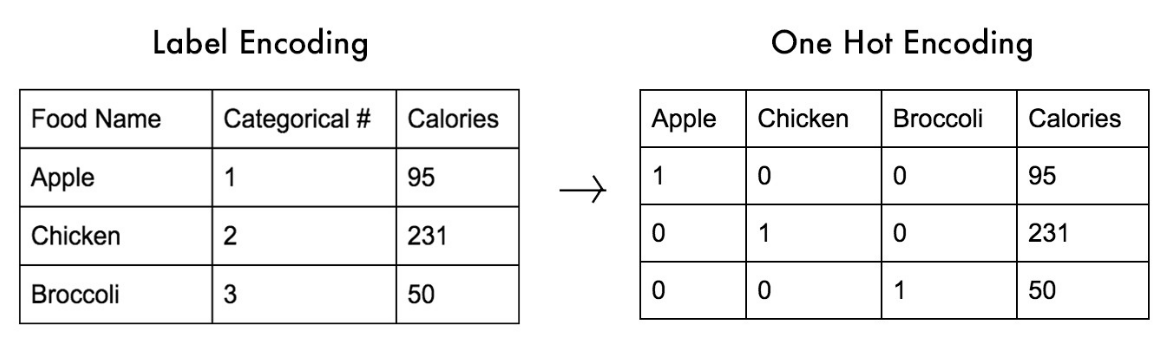 Label Encoding
Food Name Categorical # Calories
Apple 1 95
Chicken 2 231
Broccoli 3 50
→
One Hot Encoding
Apple Chicken Broccoli Calories
1 0 0 95
0 1 0 231
0 0 1 50